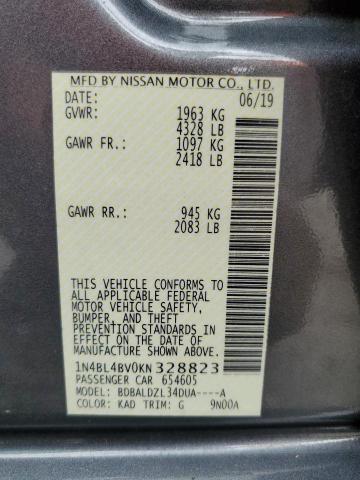 MFD BY NISSAN MOTOR CO., LTD.
DATE: 06/19
GVWR: 1963 KG
4328 LB
GAWR FR.: 1097 KG
2418 LB
GAWR RR.: 945 KG
2083 LB
THIS VEHICLE CONFORMS TO
ALL APPLICABLE FEDERAL
MOTOR VEHICLE SAFETY,
BUMPER, AND THEFT
PREVENTION STANDARDS IN
EFFECT ON THE DATE OF
MANUFACTURE SHOWN ABOVE.
1N4BL4BV0KN328823
PASSENGER CAR 654605
MODEL: BDBALDZL34DUA----A
COLOR: KAD TRIM: G 9N00A